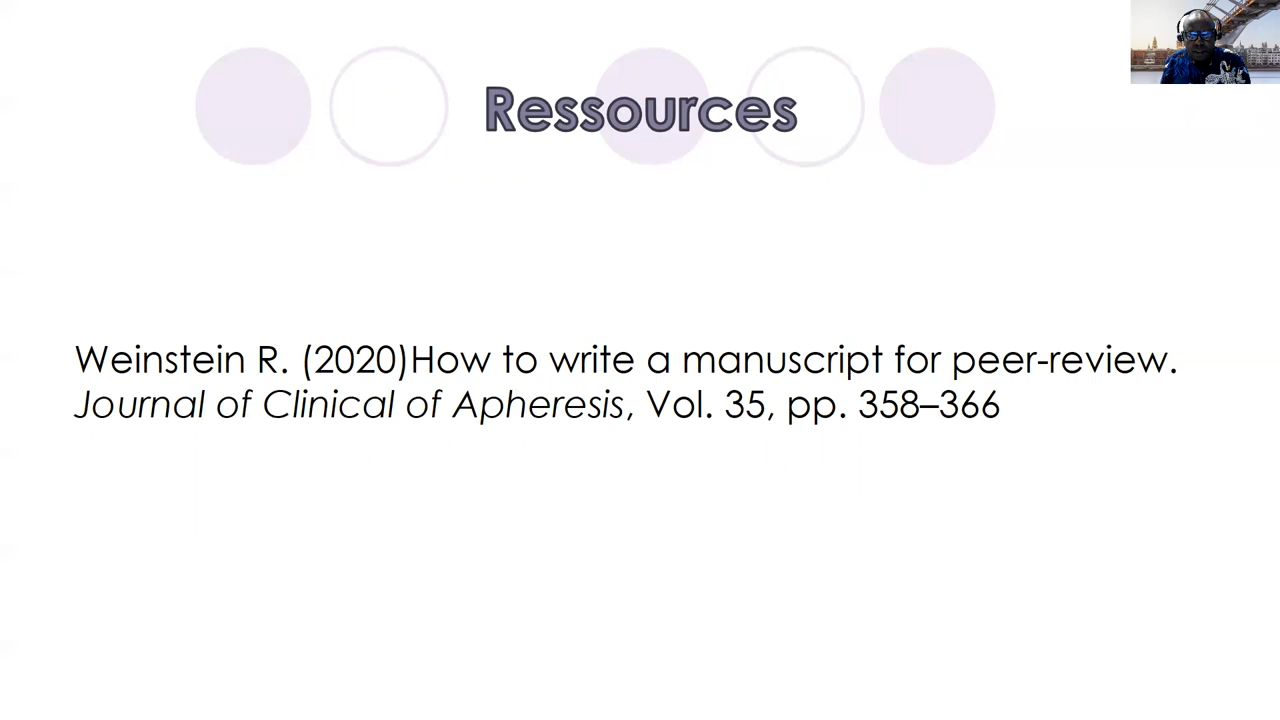 Ressources
Weinstein R. (2020)How to write a manuscript for peer-review.
Journal of Clinical of Apheresis, Vol. 35, pp. 358–366